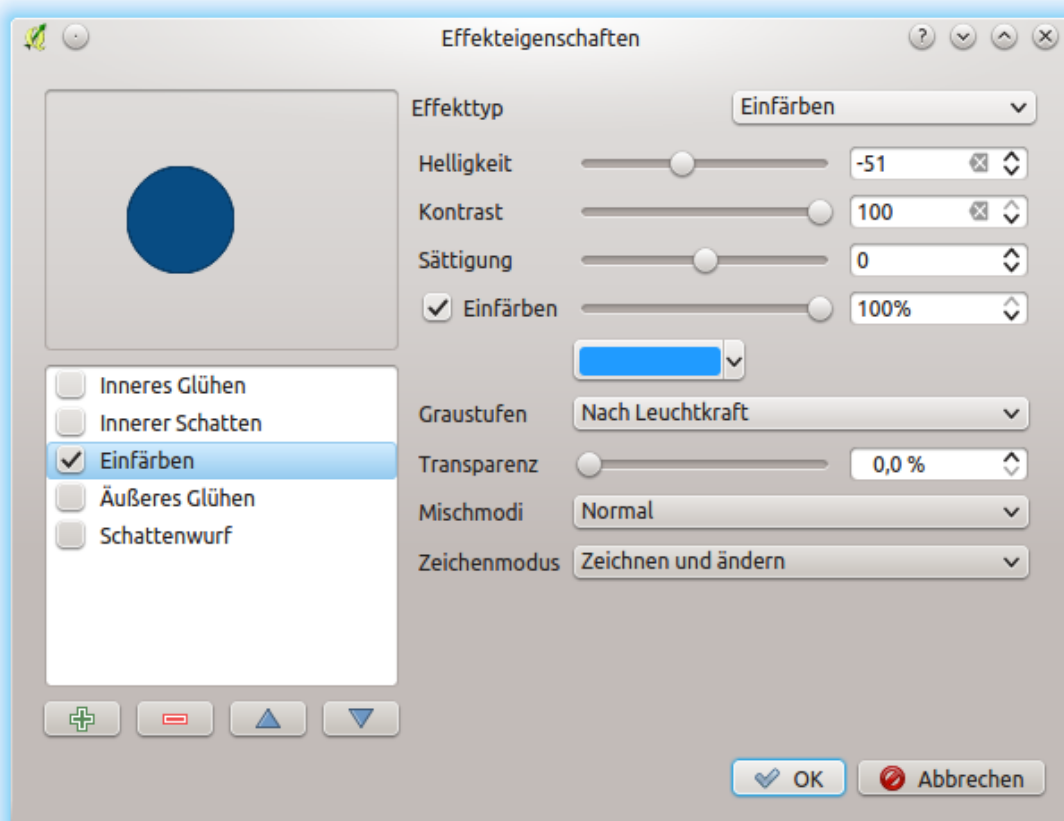 Effekteigenschaften
Effekttyp Einfärben
Helligkeit -51
Kontrast 100
Sättigung 0
Einfärben 100%
Graustufen Nach Leuchtkraft
Transparenz 0,0 %
Mischmodi Normal
Zeichenmodus Zeichnen und ändern
Inneres Glühen
Innerer Schatten
Einfärben
Äußeres Glühen
Schattenwurf
OK Abbrechen